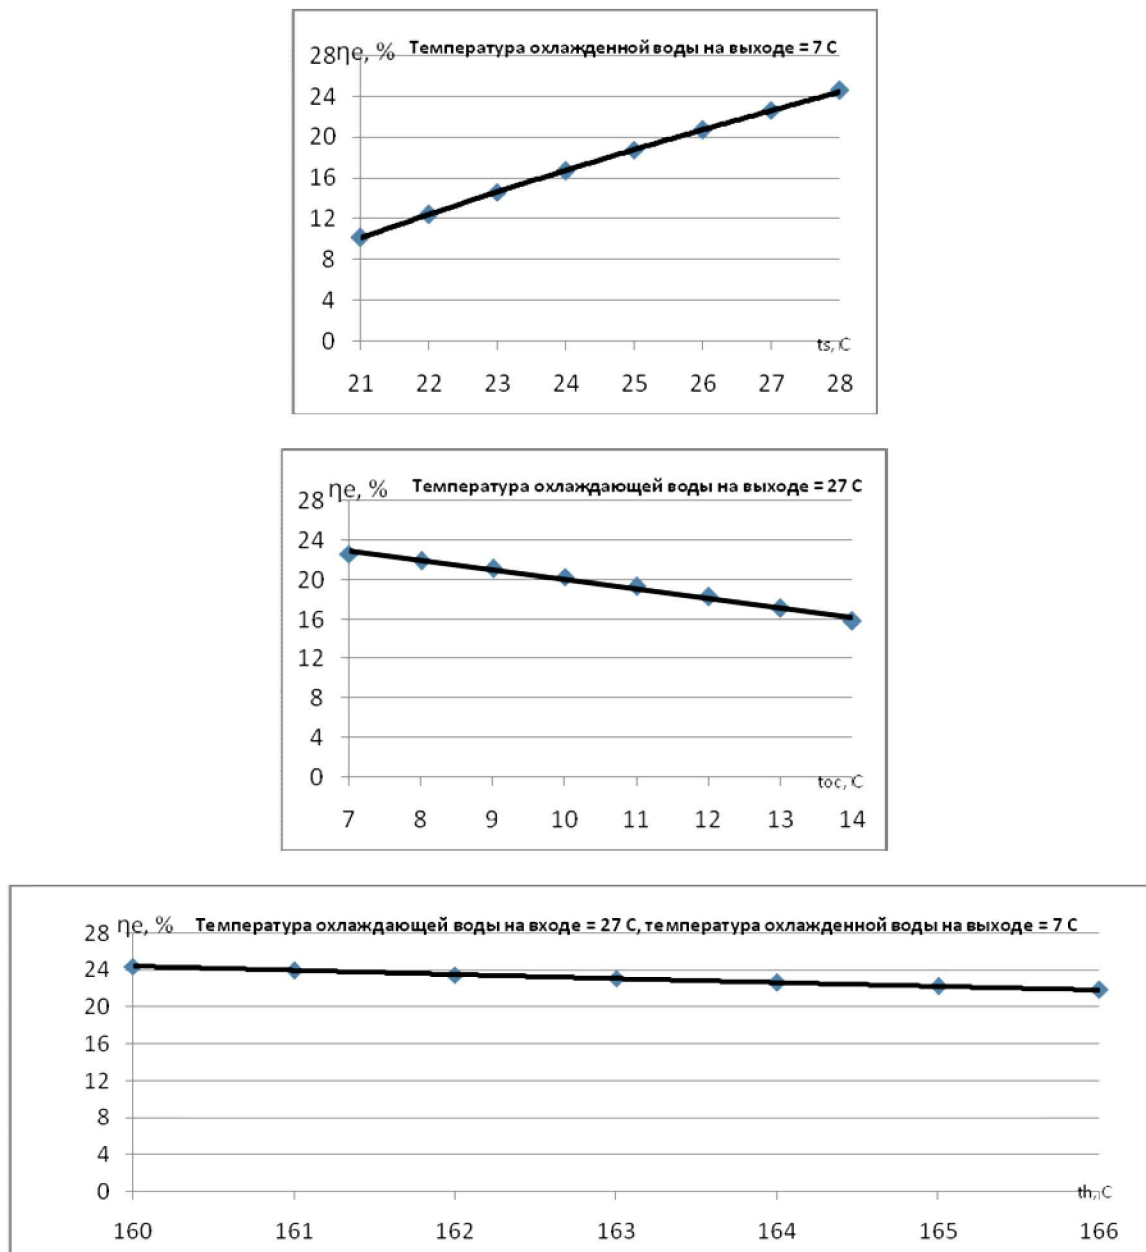 Температура охлажденной воды на выходе = 7 C
28 ηe, %
24
20
16
12
8
4
0
ts, C
21 22 23 24 25 26 27 28
ηe, % Температура охлаждающей воды на выходе = 27 C
28
24
20
16
12
8
4
0
toc, C
7 8 9 10 11 12 13 14
ηe, % Температура охлаждающей воды на входе = 27 C, температура охлажденной воды на выходе = 7 C
28
24
20
16
12
8
4
0
th, C
160 161 162 163 164 165 166